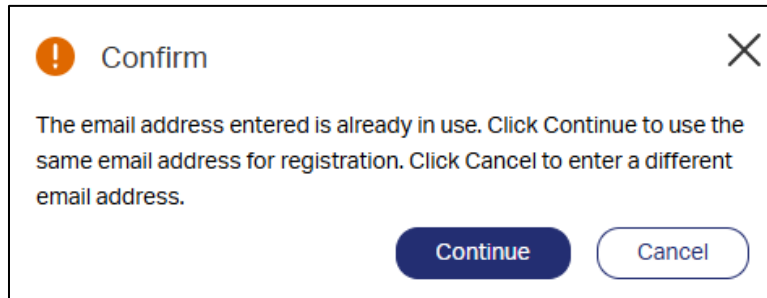 Confirm
The email address entered is already in use. Click Continue to use the
same email address for registration. Click Cancel to enter a different
email address.
Continue
Cancel